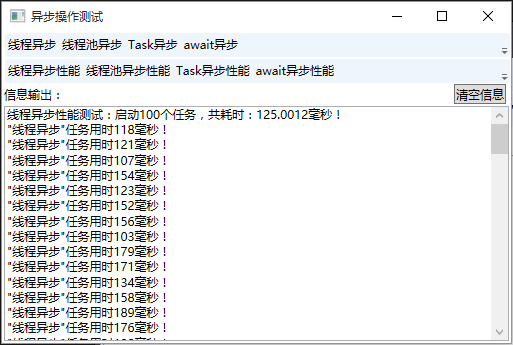 异步操作测试
线程异步 线程池异步 Task异步 await异步
线程异步性能 线程池异步性能 Task异步性能 await异步性能
信息输出： 清空信息
线程异步性能测试：启动100个任务，共耗时：125.0012毫秒！
"线程异步"任务用时118毫秒！
"线程异步"任务用时121毫秒！
"线程异步"任务用时107毫秒！
"线程异步"任务用时154毫秒！
"线程异步"任务用时123毫秒！
"线程异步"任务用时152毫秒！
"线程异步"任务用时156毫秒！
"线程异步"任务用时103毫秒！
"线程异步"任务用时179毫秒！
"线程异步"任务用时171毫秒！
"线程异步"任务用时134毫秒！
"线程异步"任务用时158毫秒！
"线程异步"任务用时189毫秒！
"线程异步"任务用时176毫秒！